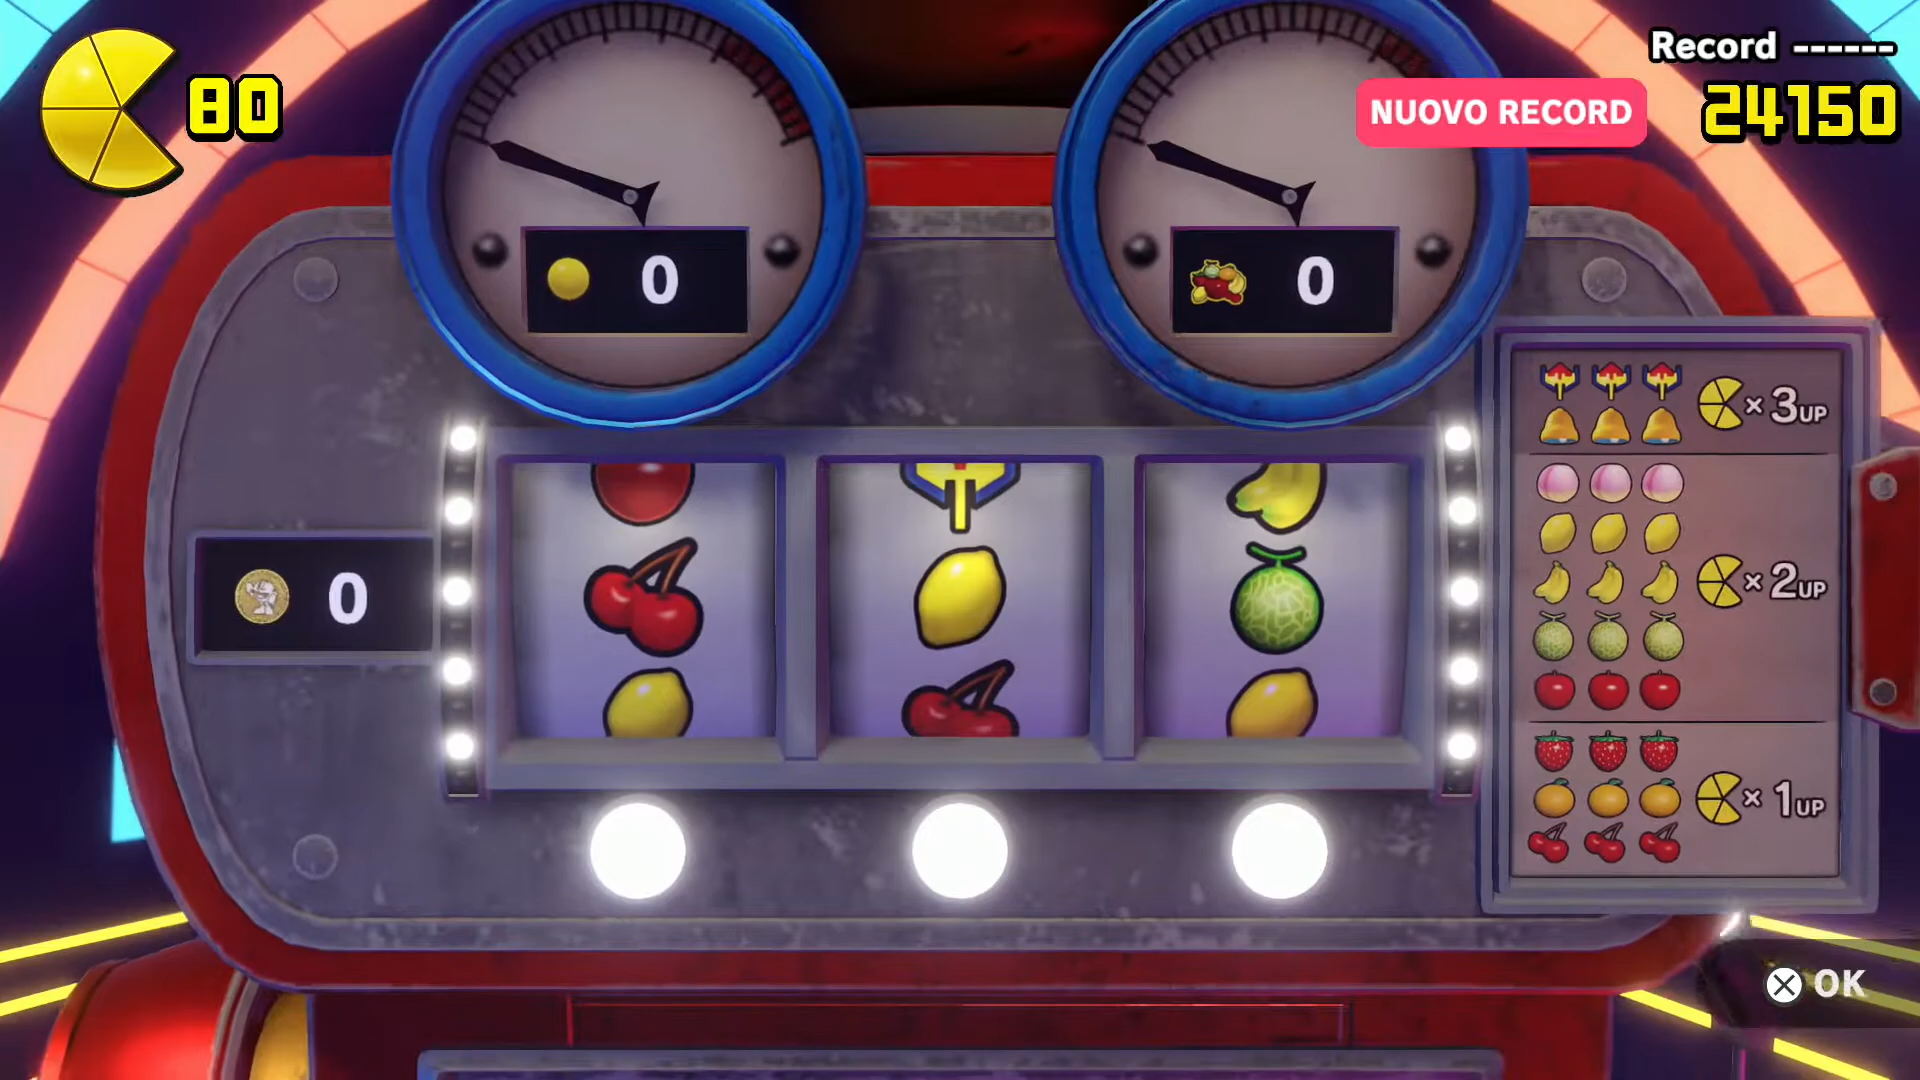 80
Record ------
NUOVO RECORD
24150
0
0
0
× 3UP
× 2UP
× 1UP
OK